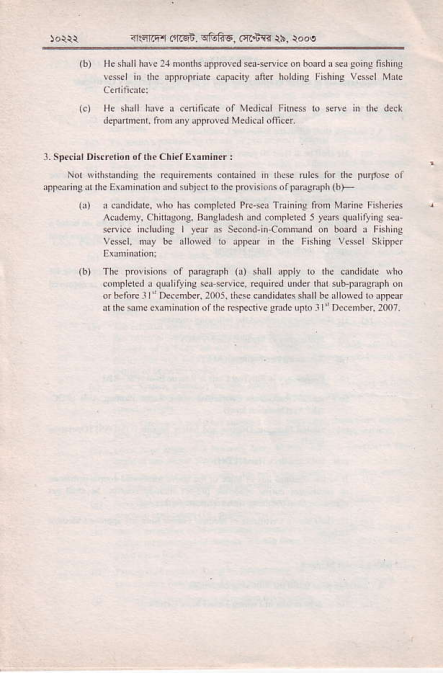 ১০২২২ বাংলাদেশ গেজেট, অতিরিক্ত, সেপ্টেম্বর ২৯, ২০০৩
(b) He shall have 24 months approved sea-service on board a sea going fishing
vessel in the appropriate capacity after holding Fishing Vessel Mate
Certificate;
(c) He shall have a certificate of Medical Fitness to serve in the deck
department, from any approved Medical officer.
3. Special Discretion of the Chief Examiner :
Not withstanding the requirements contained in these rules for the purpose of
appearing at the Examination and subject to the provisions of paragraph (b)—
(a) a candidate, who has completed Pre-sea Training from Marine Fisheries
Academy, Chittagong, Bangladesh and completed 5 years qualifying sea-
service including 1 year as Second-in-Command on board a Fishing
Vessel, may be allowed to appear in the Fishing Vessel Skipper
Examination;
(b) The provisions of paragraph (a) shall apply to the candidate who
completed a qualifying sea-service, required under that sub-paragraph on
or before 31st December, 2005, these candidates shall be allowed to appear
at the same examination of the respective grade upto 31st December, 2007.